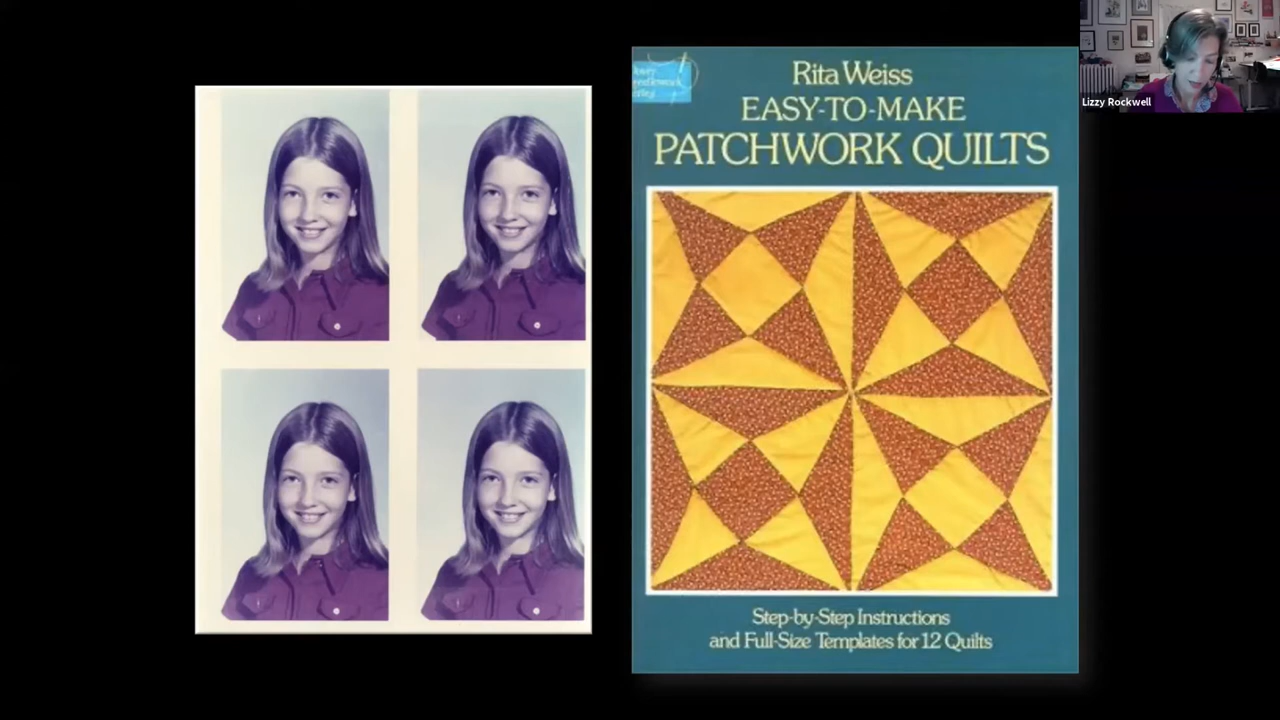 Rita Weiss
EASY-TO-MAKE
PATCHWORK QUILTS
Step-by-Step Instructions
and Full-Size Templates for 12 Quilts
Lizzy Rockwell